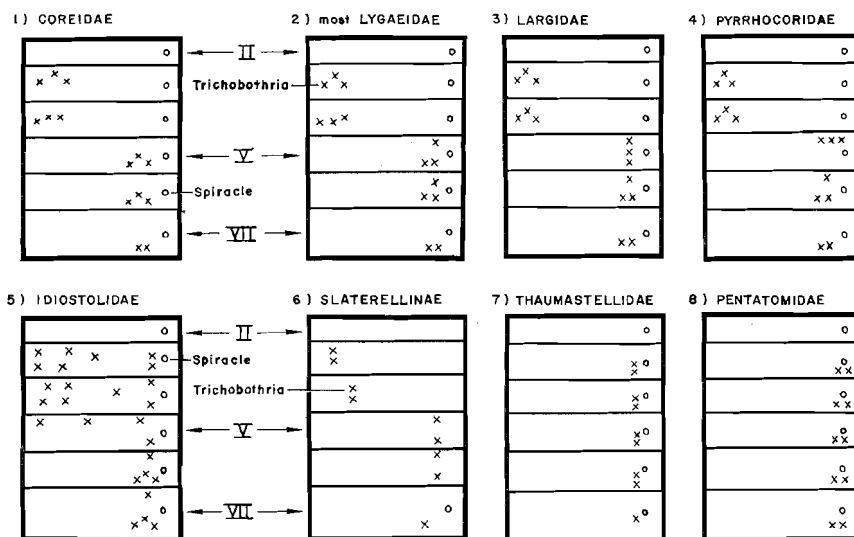 1) COREIDAE
2) most LYGAEIDAE
3) LARGIDAE
4) PYRRHOCORIDAE
II
Trichobothria
V
Spiracle
VII
5) IDIOSTOLIDAE
6) SLATERELLINAE
7) THAUMASTELLIDAE
8) PENTATOMIDAE
II
Spiracle
Trichobothria
V
VII